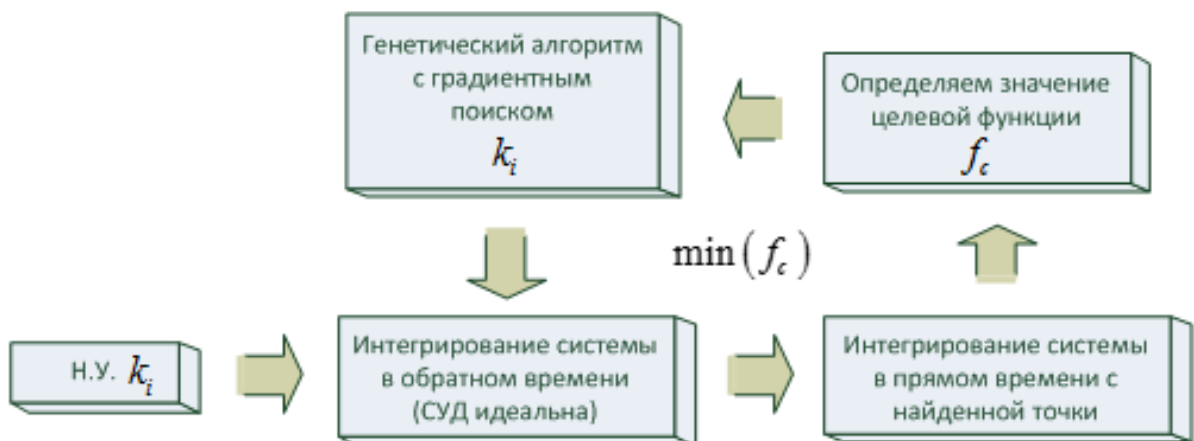 Генетический алгоритм
с градиентным
поиском
k_i
Определяем значение
целевой функции
f_c
min(f_c)
Н.У. k_i
Интегрирование системы
в обратном времени
(СУД идеальна)
Интегрирование системы
в прямом времени с
найденной точки